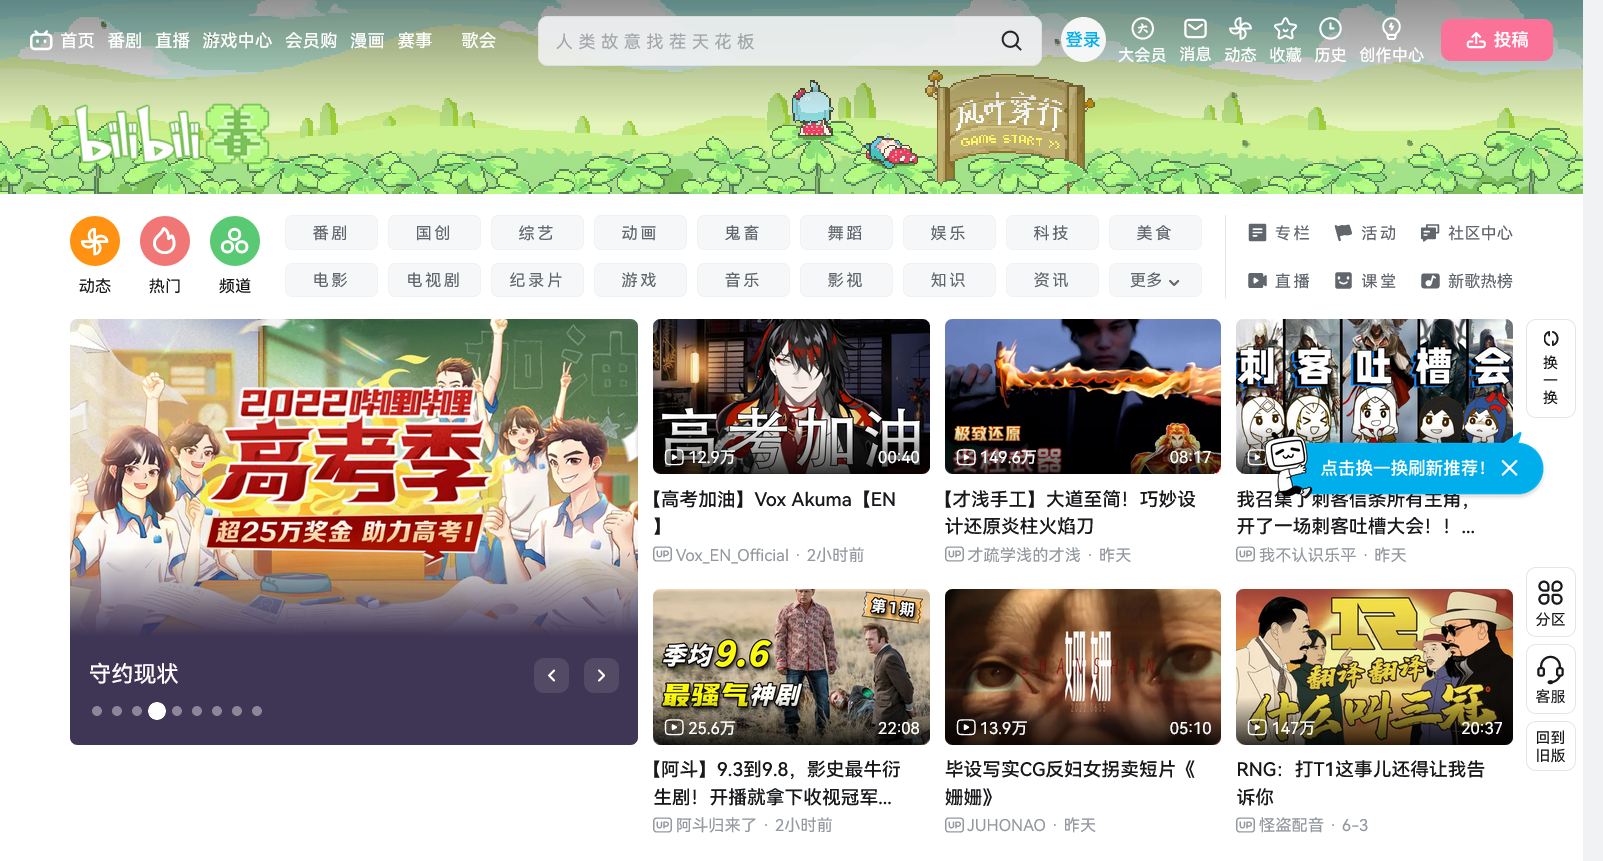 首页 番剧 直播 游戏中心 会员购 漫画 赛事 歌会
人类故意找茬天花板
登录
大会员 消息 动态 收藏 历史 创作中心
投稿
bilibili 春
风叶穿行
GAME START >>
动态 热门 频道
番剧 国创 综艺 动画 鬼畜 舞蹈 娱乐 科技 美食
电影 电视剧 纪录片 游戏 音乐 影视 知识 资讯 更多
专栏 活动 社区中心
直播 课堂 新歌热榜
加油
2022哔哩哔哩
高考季
超25万奖金 助力高考!
守约现状
高考加油
12.9万 00:40
【高考加油】Vox Akuma【EN
】
UP Vox_EN_Official · 2小时前
极致还原
149.6万 08:17
【才浅手工】大道至简！巧妙设
计还原炎柱火焰刀
UP 才疏学浅的才浅 · 昨天
刺客吐槽会
我召集了刺客信条所有主角，
开了一场刺客吐槽大会！！...
UP 我不认识乐平 · 昨天
换一换
点击换一换刷新推荐！
第1期
季均9.6
最骚气神剧
25.6万 22:08
【阿斗】9.3到9.8，影史最牛衍
生剧！开播就拿下收视冠军...
UP 阿斗归来了 · 2小时前
姗姗
SHANSHAN
13.9万 05:10
毕设写实CG反妇女拐卖短片《
姗姗》
UP JUHONAO · 昨天
翻译翻译
什么叫三冠
147万 20:37
RNG：打T1这事儿还得让我告
诉你
UP 怪盗配音 · 6-3
分区
客服
回到
旧版